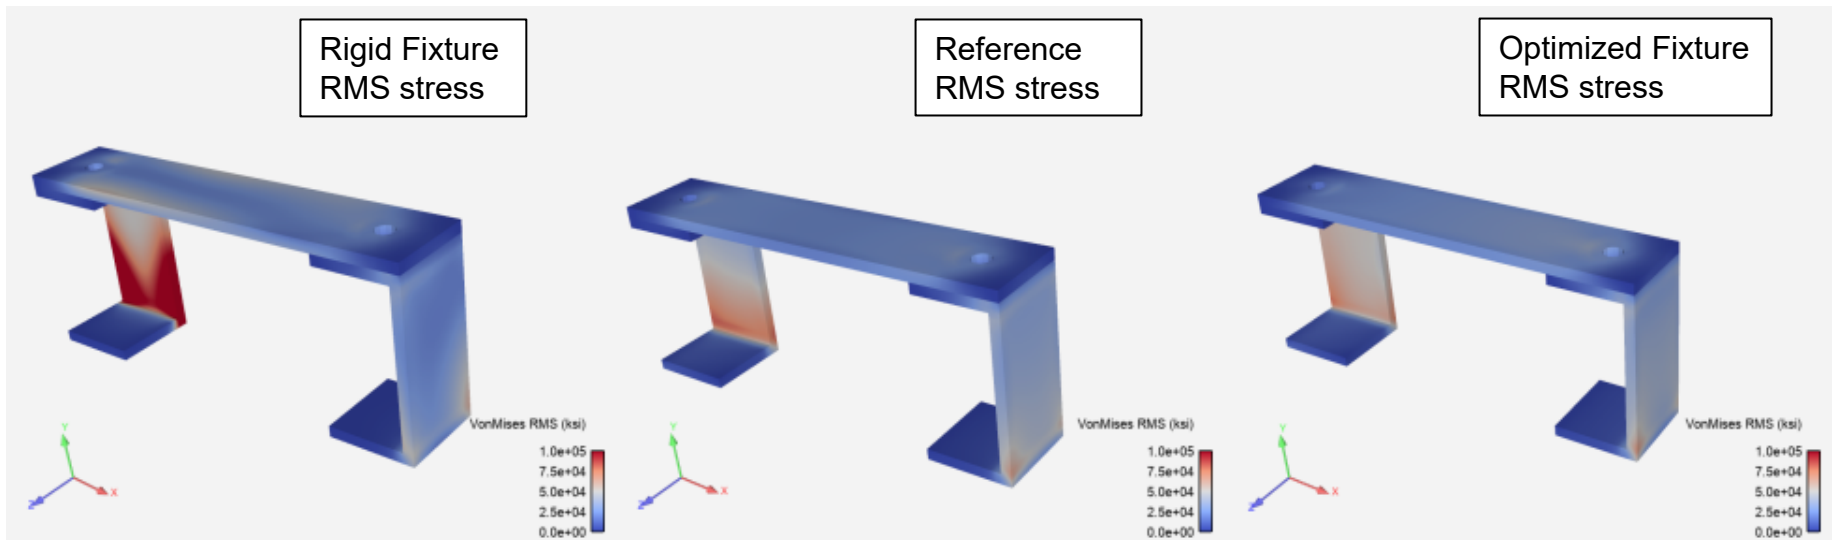 Rigid Fixture
RMS stress
Reference
RMS stress
Optimized Fixture
RMS stress
Y
X
Z
VonMises RMS (ksi)
1.0e+05
7.5e+04
5.0e+04
2.5e+04
0.0e+00
Y
X
Z
VonMises RMS (ksi)
1.0e+05
7.5e+04
5.0e+04
2.5e+04
0.0e+00
Y
X
Z
VonMises RMS (ksi)
1.0e+05
7.5e+04
5.0e+04
2.5e+04
0.0e+00